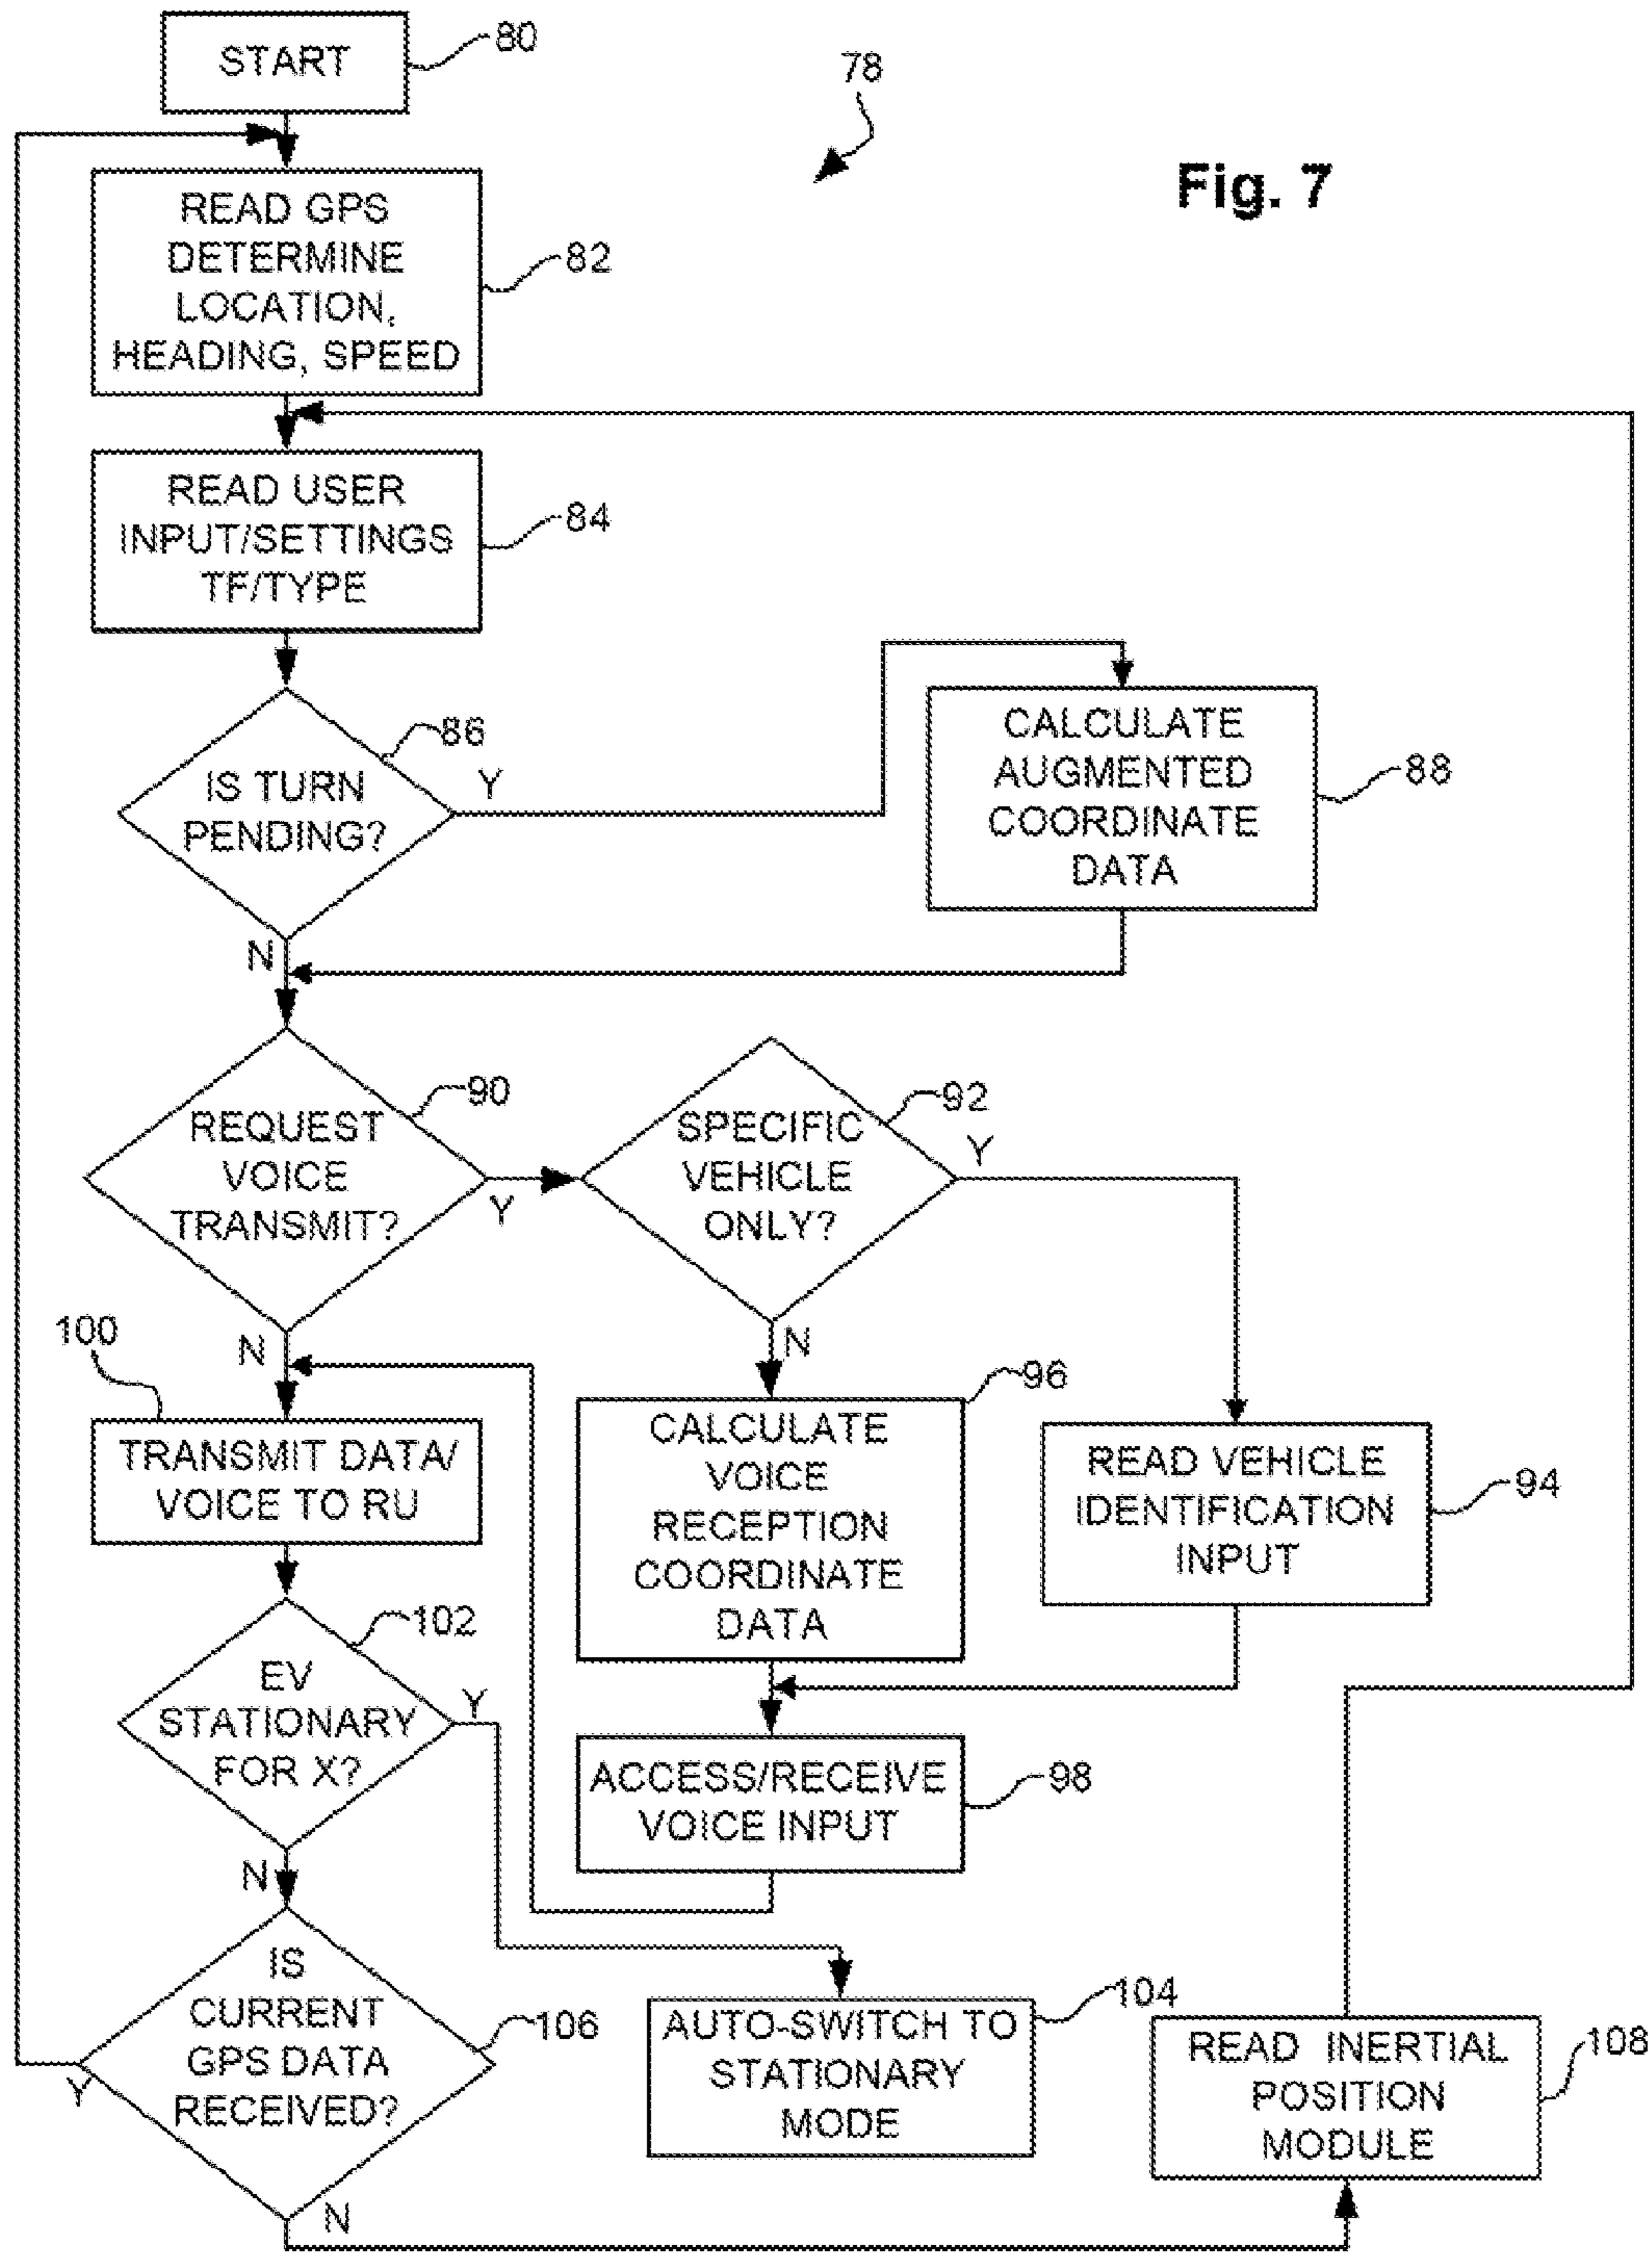 START
80
78
Fig. 7
READ GPS
DETERMINE
LOCATION,
HEADING, SPEED
82
READ USER
INPUT/SETTINGS
TF/TYPE
84
IS TURN
PENDING?
86
Y
N
CALCULATE
AUGMENTED
COORDINATE
DATA
88
REQUEST
VOICE
TRANSMIT?
90
Y
N
SPECIFIC
VEHICLE
ONLY?
92
Y
N
READ VEHICLE
IDENTIFICATION
INPUT
94
CALCULATE
VOICE
RECEPTION
COORDINATE
DATA
96
ACCESS/RECEIVE
VOICE INPUT
98
100
TRANSMIT DATA/
VOICE TO RU
EV
STATIONARY
FOR X?
102
Y
N
AUTO-SWITCH TO
STATIONARY
MODE
104
IS
CURRENT
GPS DATA
RECEIVED?
106
Y
N
READ INERTIAL
POSITION
MODULE
108